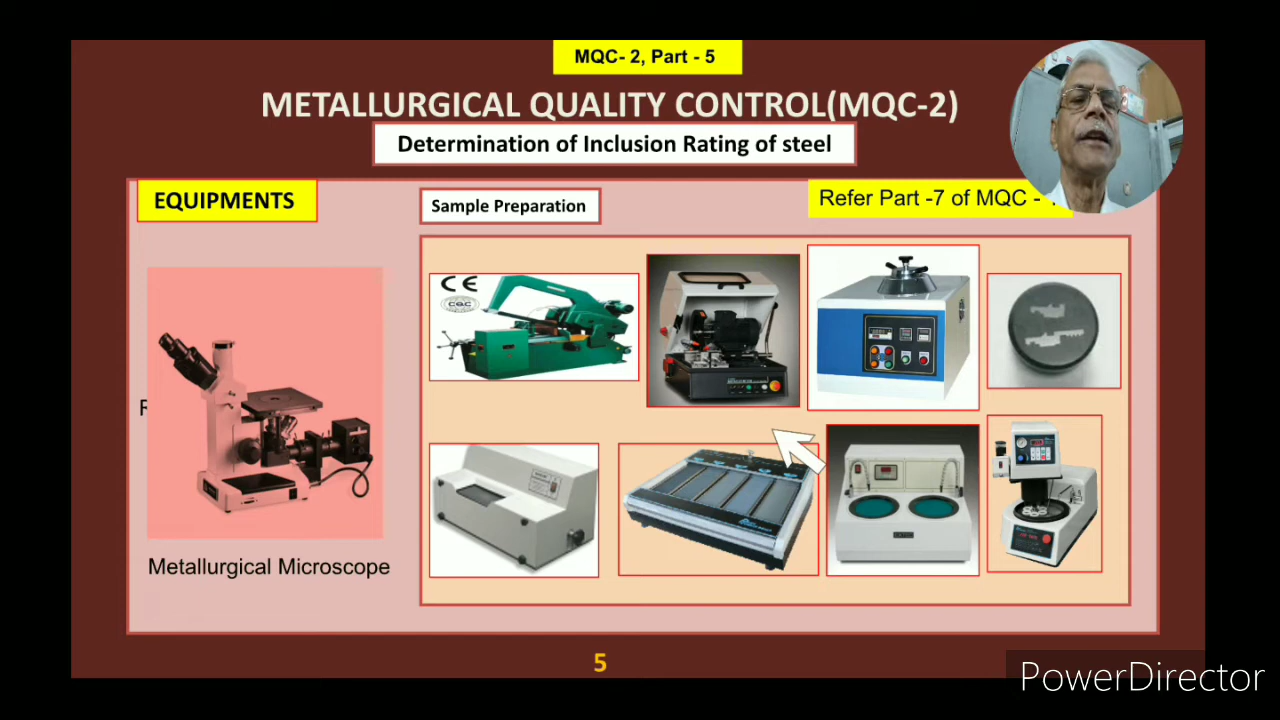 MQC- 2, Part - 5
METALLURGICAL QUALITY CONTROL(MQC-2)
Determination of Inclusion Rating of steel
EQUIPMENTS
Sample Preparation
Refer Part -7 of MQC -
CE
Metallurgical Microscope
5
PowerDirector